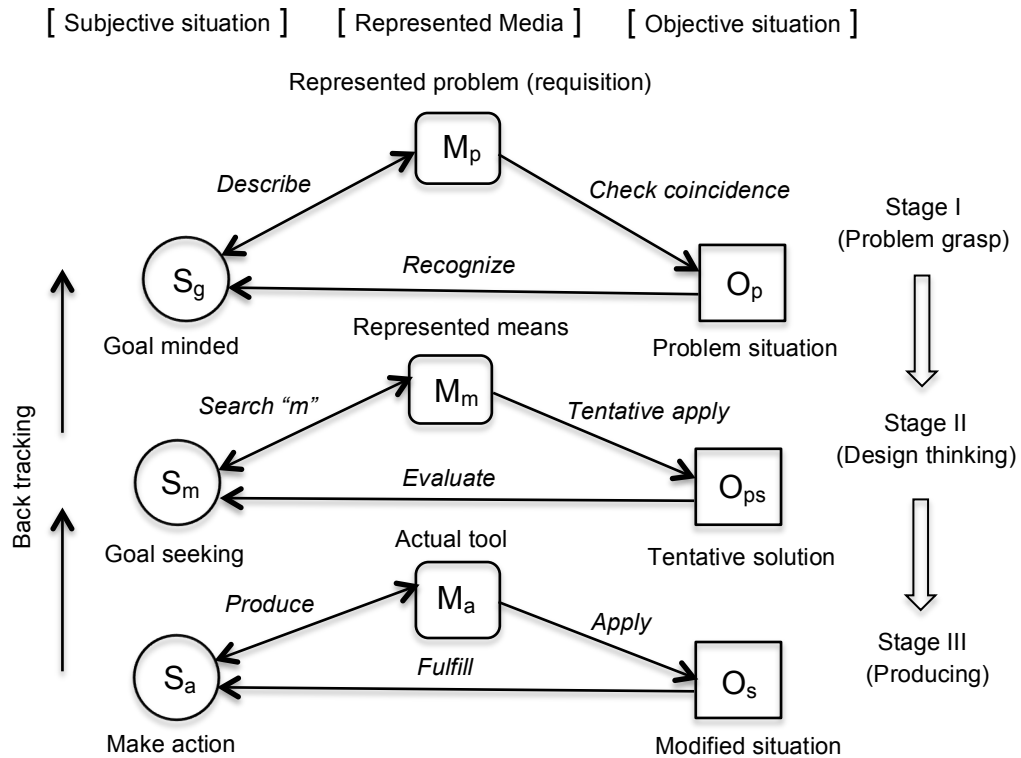 [ Subjective situation ] [ Represented Media ] [ Objective situation ]
Represented problem (requisition)
Mp
Describe
Check coincidence
Stage I
(Problem grasp)
Sg
Recognize
Op
Goal minded
Represented means
Problem situation
Mm
Search “m”
Tentative apply
Stage II
(Design thinking)
Sm
Evaluate
Ops
Goal seeking
Actual tool
Tentative solution
Ma
Produce
Apply
Stage III
(Producing)
Sa
Fulfill
Os
Make action
Modified situation
Back tracking